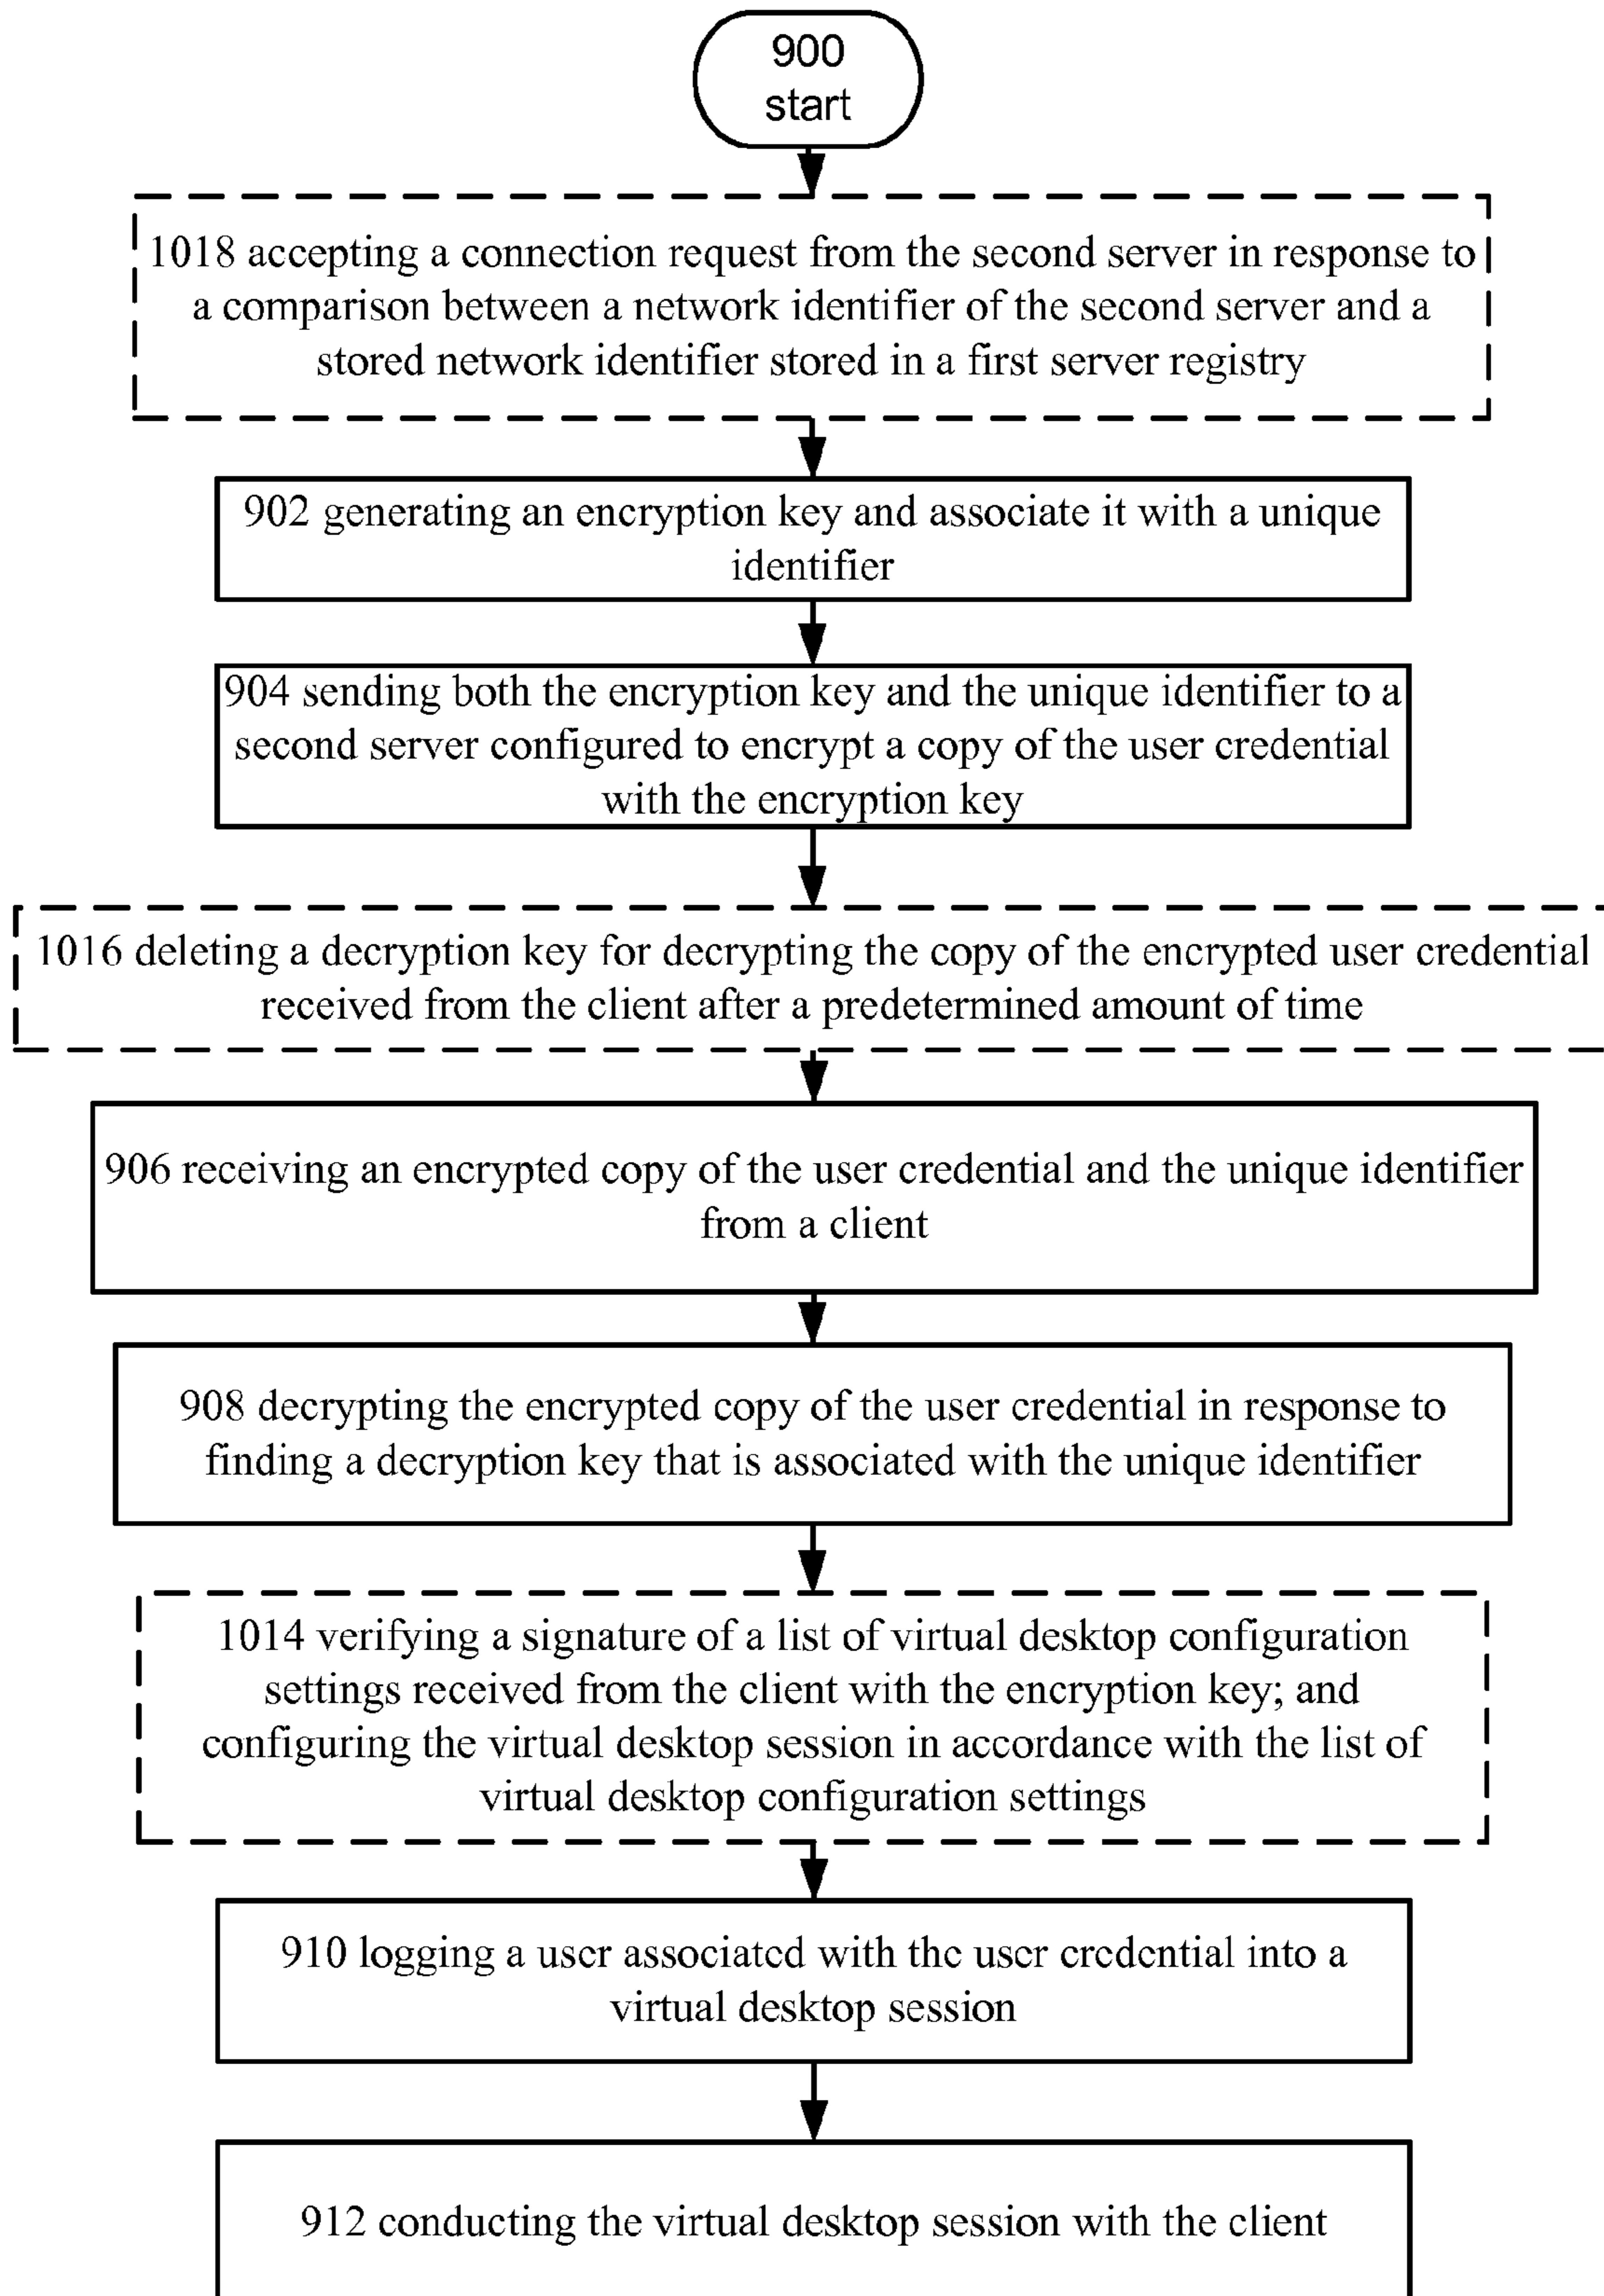 900
start
1018 accepting a connection request from the second server in response to
a comparison between a network identifier of the second server and a
stored network identifier stored in a first server registry
902 generating an encryption key and associate it with a unique
identifier
904 sending both the encryption key and the unique identifier to a
second server configured to encrypt a copy of the user credential
with the encryption key
1016 deleting a decryption key for decrypting the copy of the encrypted user credential
received from the client after a predetermined amount of time
906 receiving an encrypted copy of the user credential and the unique identifier
from a client
908 decrypting the encrypted copy of the user credential in response to
finding a decryption key that is associated with the unique identifier
1014 verifying a signature of a list of virtual desktop configuration
settings received from the client with the encryption key; and
configuring the virtual desktop session in accordance with the list of
virtual desktop configuration settings
910 logging a user associated with the user credential into a
virtual desktop session
912 conducting the virtual desktop session with the client